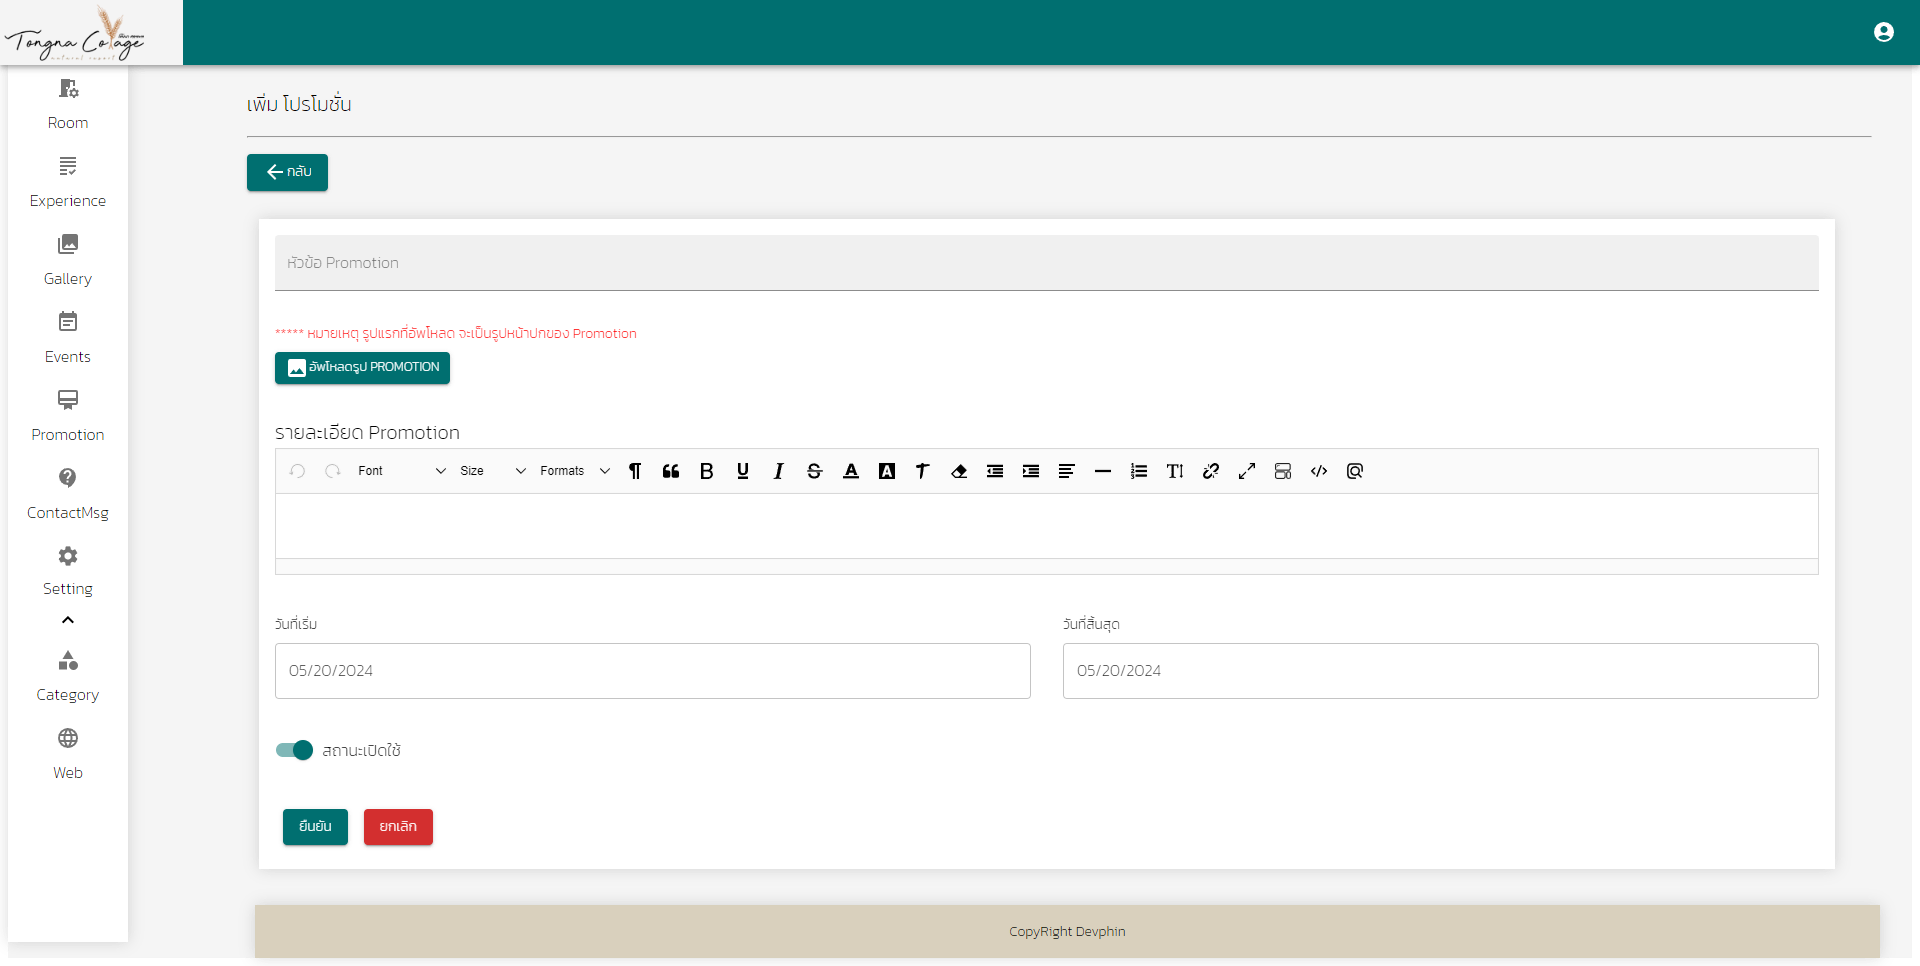 Tongna Cottage
natural resort
Room
Experience
Gallery
Events
Promotion
ContactMsg
Setting
Category
Web
เพิ่ม โปรโมชั่น
กลับ
หัวข้อ Promotion
***** หมายเหตุ รูปแรกที่อัพโหลด จะเป็นรูปหน้าปกของ Promotion
อัพโหลดรูป PROMOTION
รายละเอียด Promotion
Font Size Formats
วันที่เริ่ม วันที่สิ้นสุด
05/20/2024 05/20/2024
สถานะเปิดใช้
ยืนยัน ยกเลิก
CopyRight Devphin